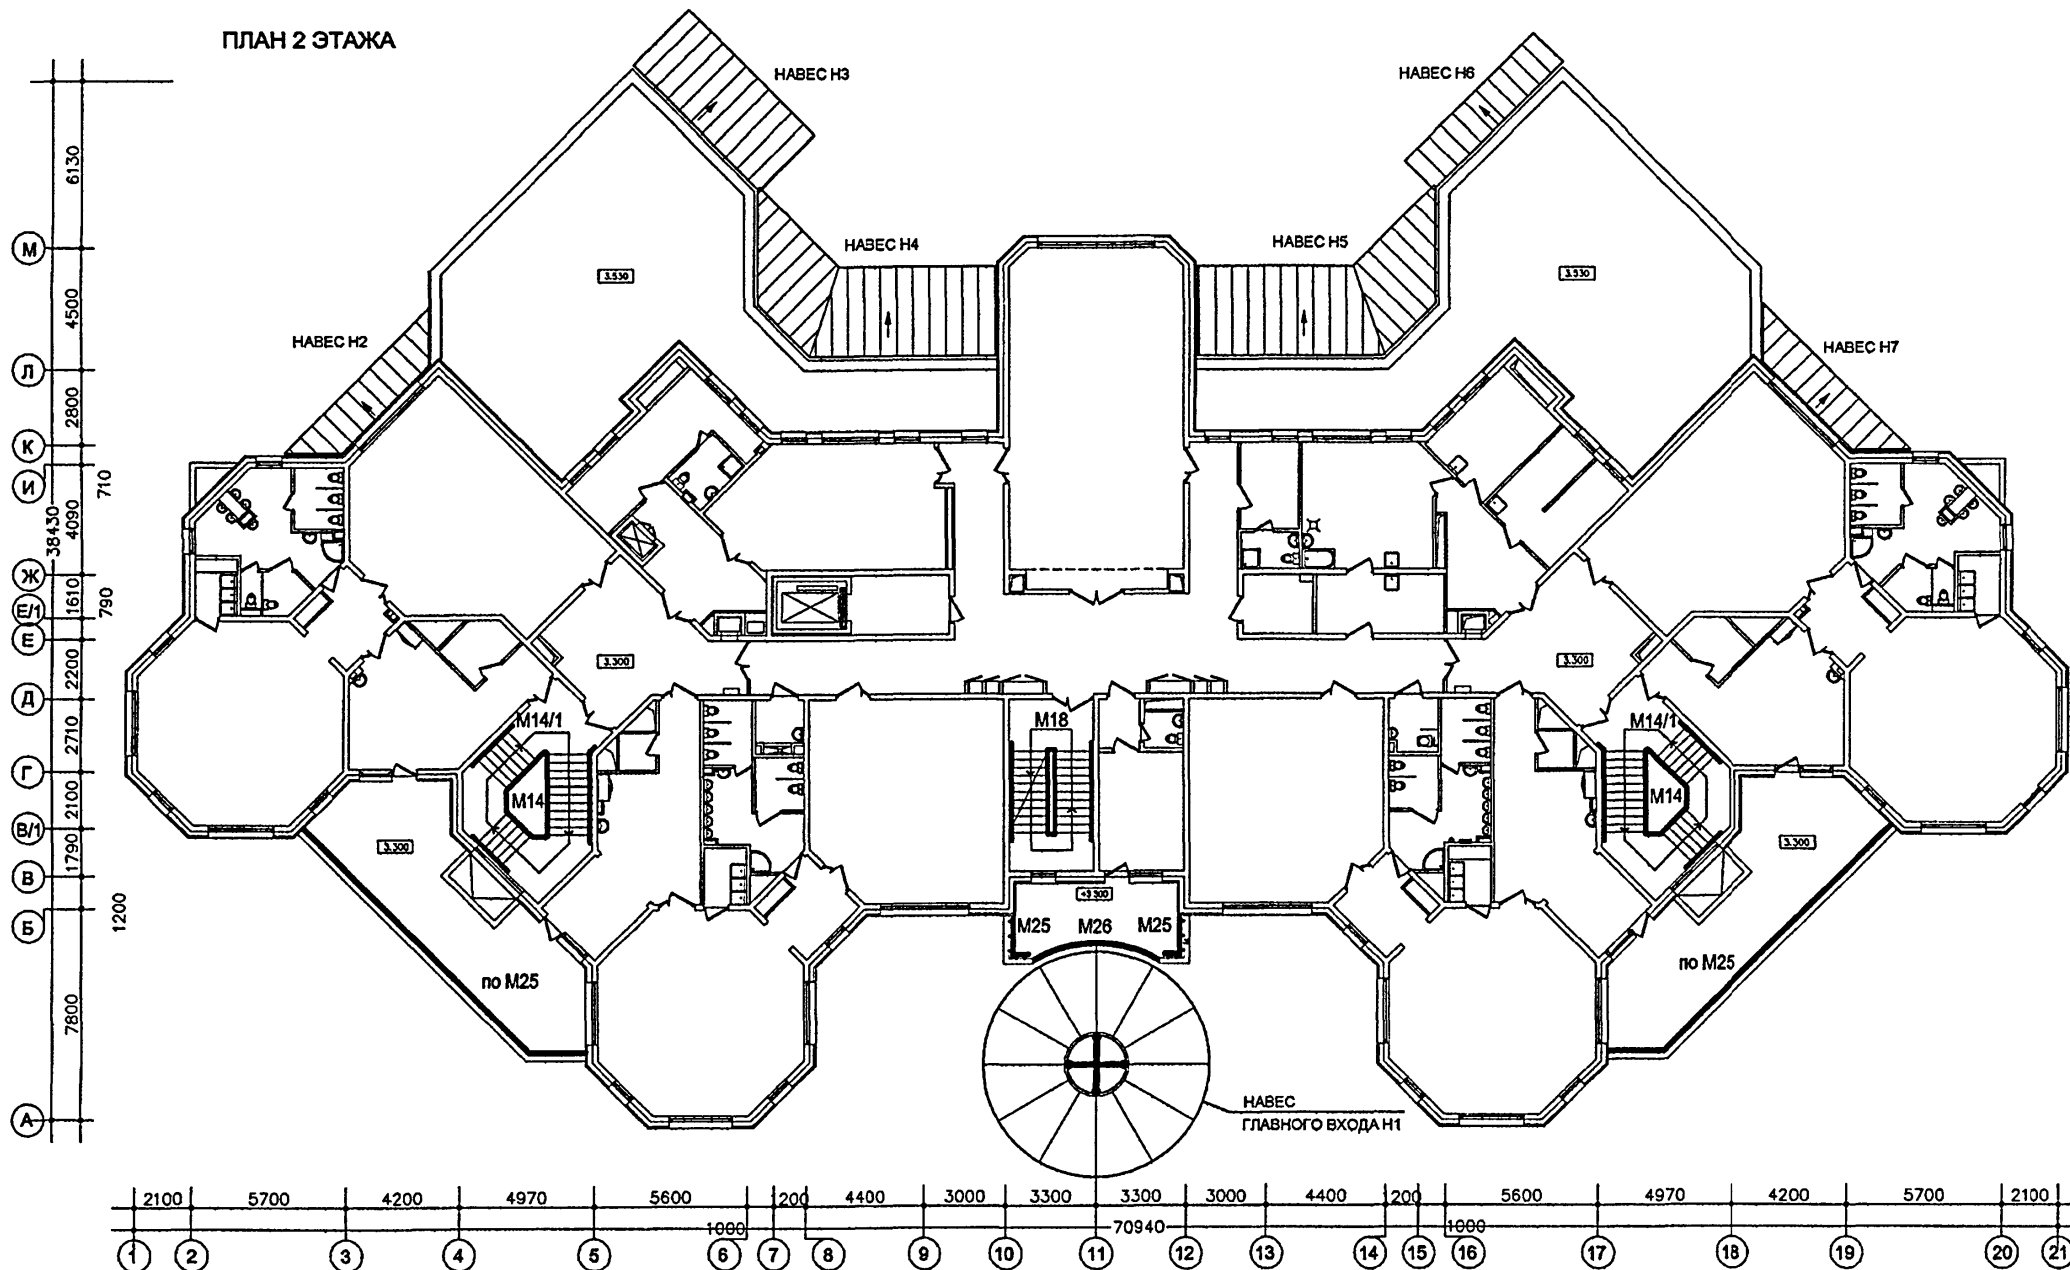 ПЛАН 2 ЭТАЖА
НАВЕС Н3
НАВЕС Н6
НАВЕС Н4
НАВЕС Н5
НАВЕС Н2
НАВЕС Н7
3.530
3.530
3.300
3.300
3.300
3.300
+3.300
М14/1
М18
М14/1
М14
М14
М25
М26
М25
по М25
по М25
НАВЕС
ГЛАВНОГО ВХОДА Н1
М
Л
К
И
Ж
Е/1
Е
Д
Г
В/1
В
Б
А
6130
4500
2800
710
4090
38430
1610
790
2200
2710
2100
1790
1200
7800
2100 5700 4200 4970 5600 1200 4400 3000 3300 3300 3000 4400 1200 5600 4970 4200 5700 2100
1000 70940 1000
1 2 3 4 5 6 7 8 9 10 11 12 13 14 15 16 17 18 19 20 21